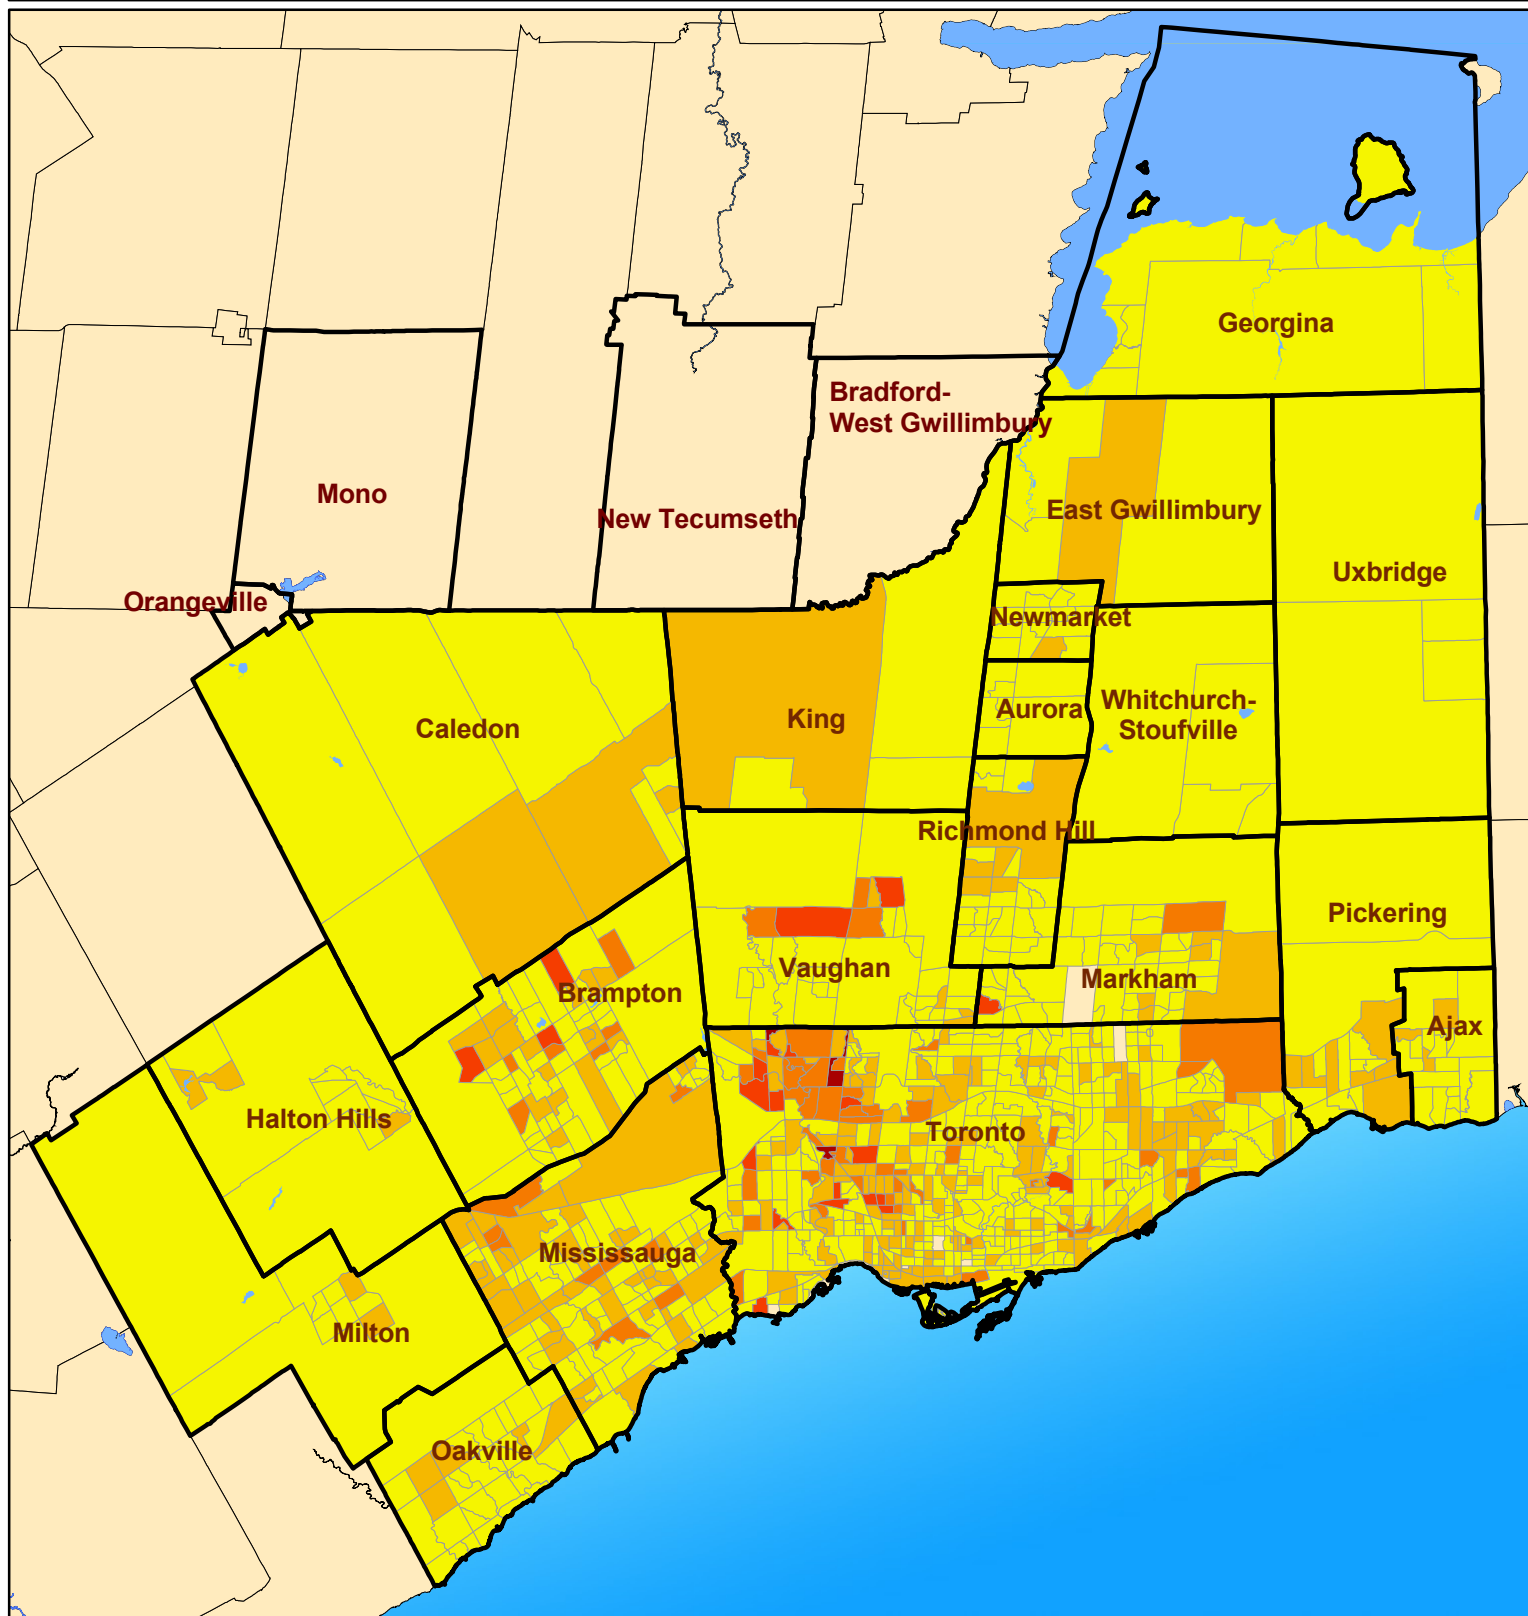 Georgina
Bradford-
West Gwillimbury
Mono
New Tecumseth
East Gwillimbury
Uxbridge
Orangeville
Newmarket
Caledon
King
Aurora
Whitchurch-
Stoufville
Richmond Hill
Pickering
Vaughan
Markham
Brampton
Ajax
Halton Hills
Toronto
Mississauga
Milton
Oakville